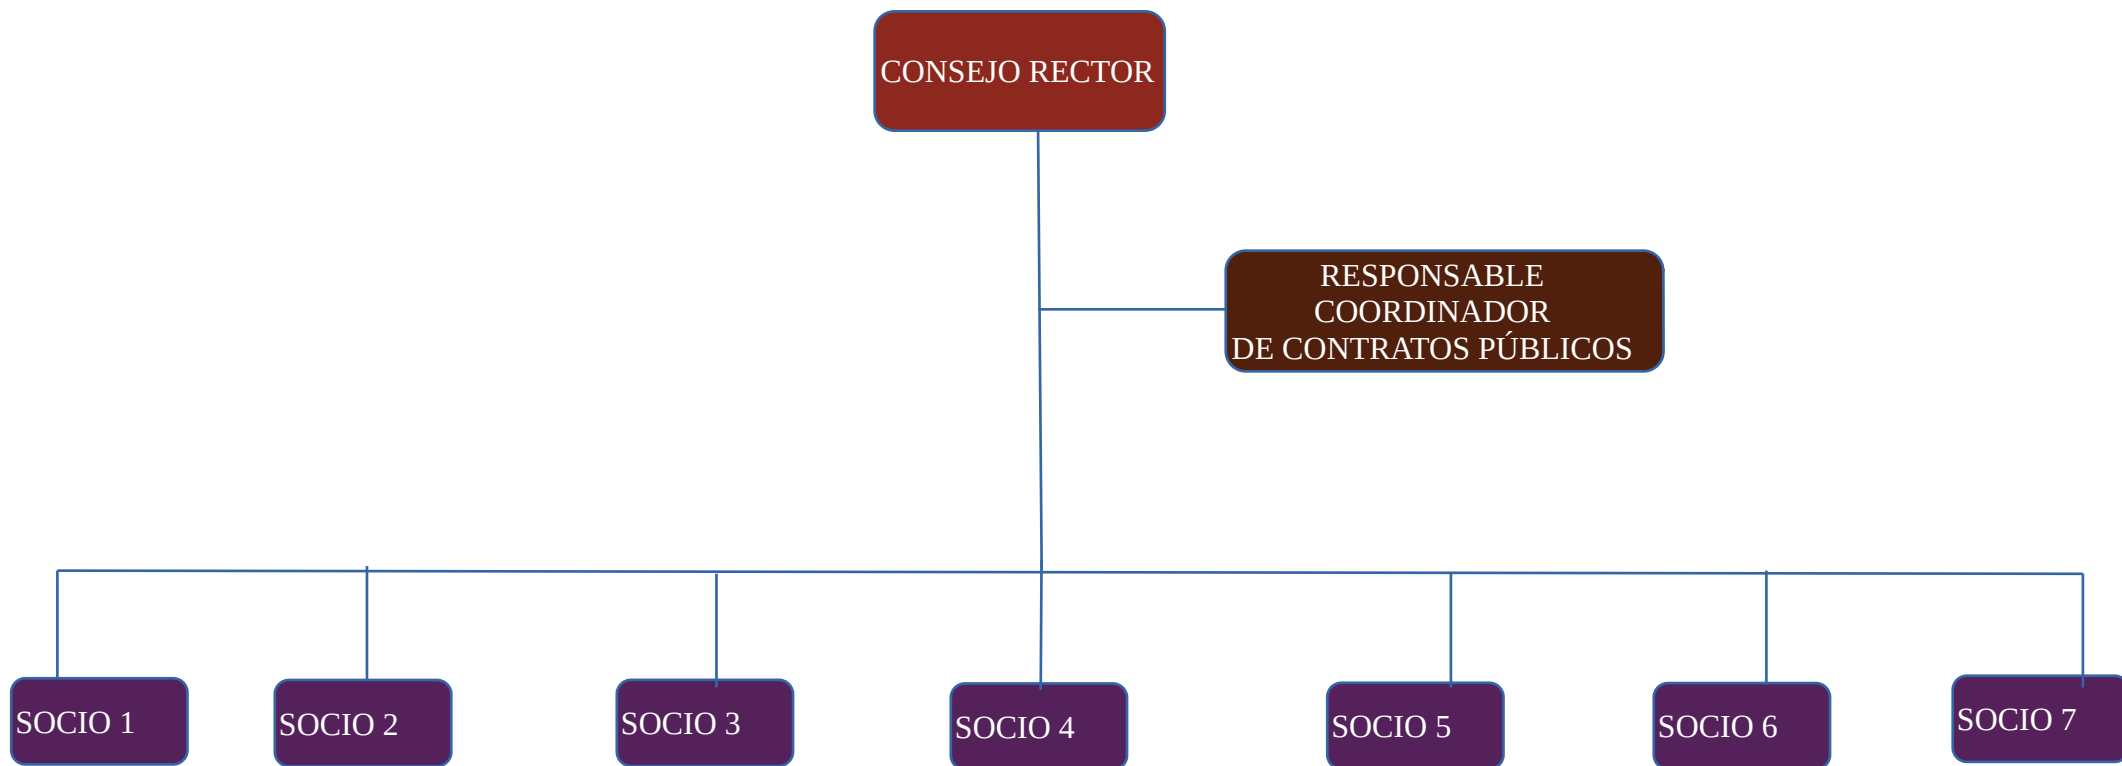 CONSEJO RECTOR
RESPONSABLE
COORDINADOR
DE CONTRATOS PÚBLICOS
SOCIO 1
SOCIO 2
SOCIO 3
SOCIO 4
SOCIO 5
SOCIO 6
SOCIO 7